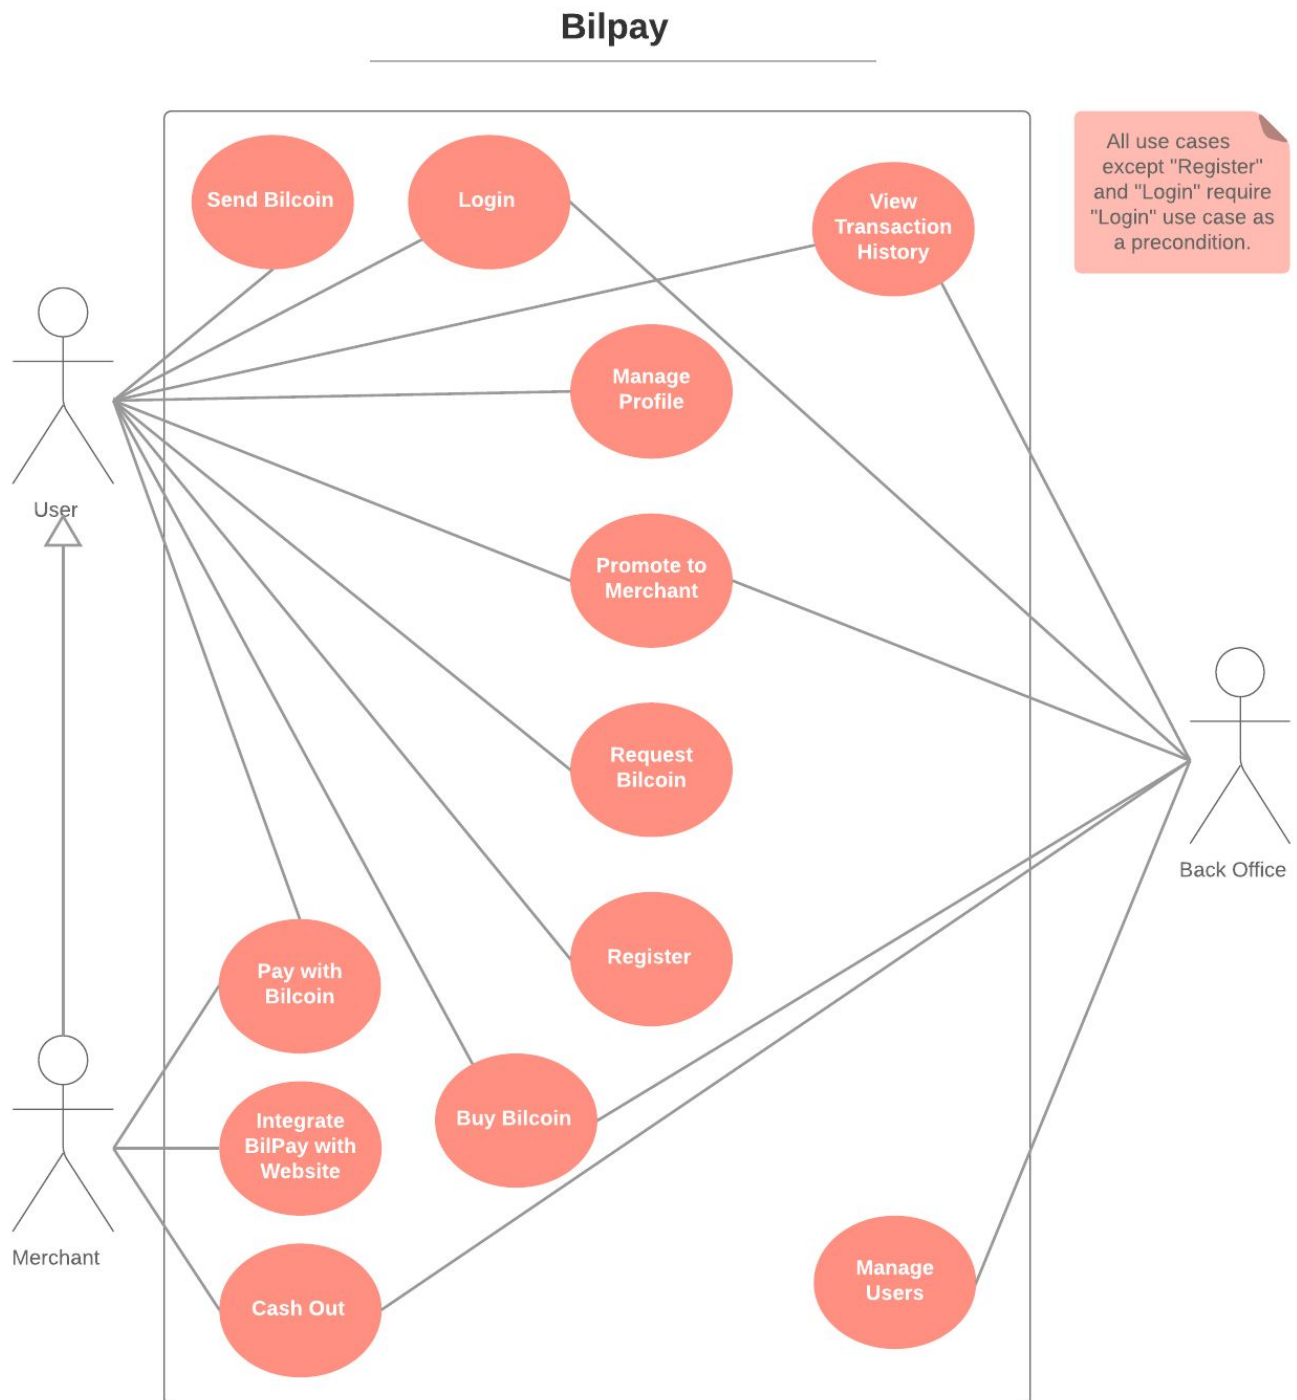 Bilpay
Send Bilcoin
Login
View
Transaction
History
All use cases
except "Register"
and "Login" require
"Login" use case as
a precondition.
Manage
Profile
User
Promote to
Merchant
Request
Bilcoin
Back Office
Register
Pay with
Bilcoin
Buy Bilcoin
Integrate
BilPay with
Website
Merchant
Cash Out
Manage
Users